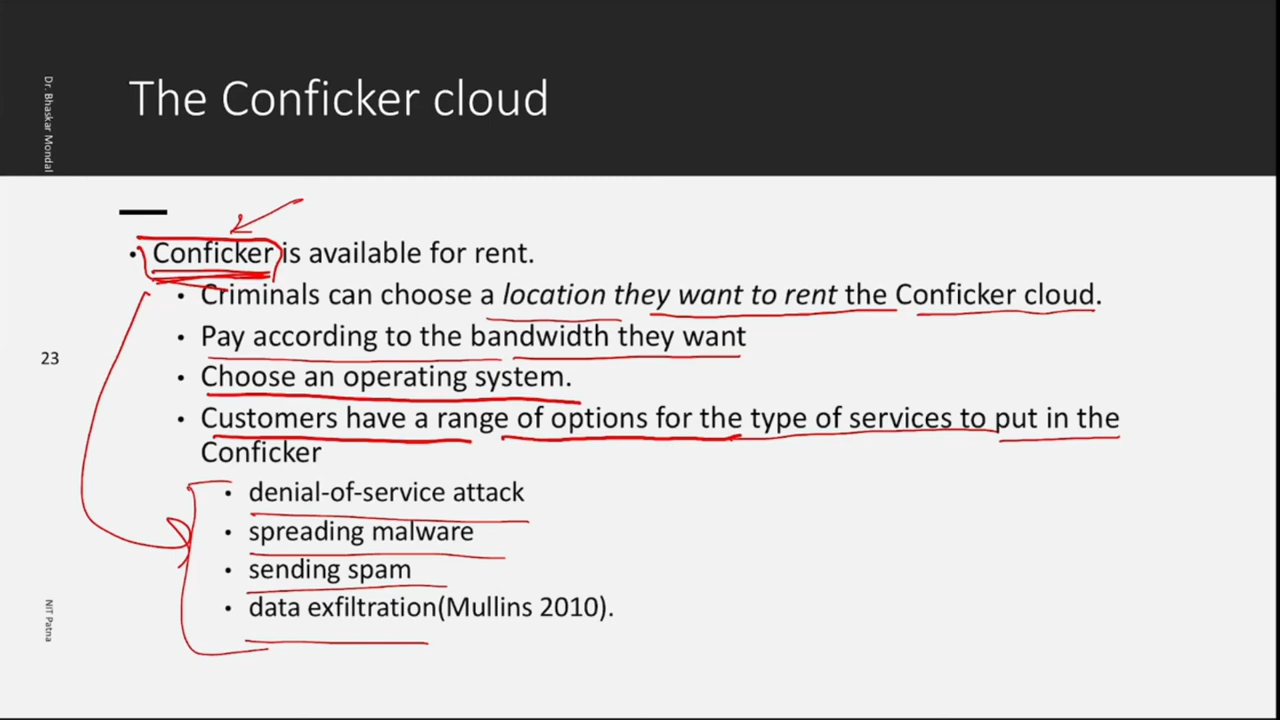 The Conficker cloud
Dr. Bhaskar Mondal
• Conficker is available for rent.
• Criminals can choose a location they want to rent the Conficker cloud.
• Pay according to the bandwidth they want
23
• Choose an operating system.
• Customers have a range of options for the type of services to put in the
Conficker
• denial-of-service attack
• spreading malware
• sending spam
• data exfiltration(Mullins 2010).
NIT Patna